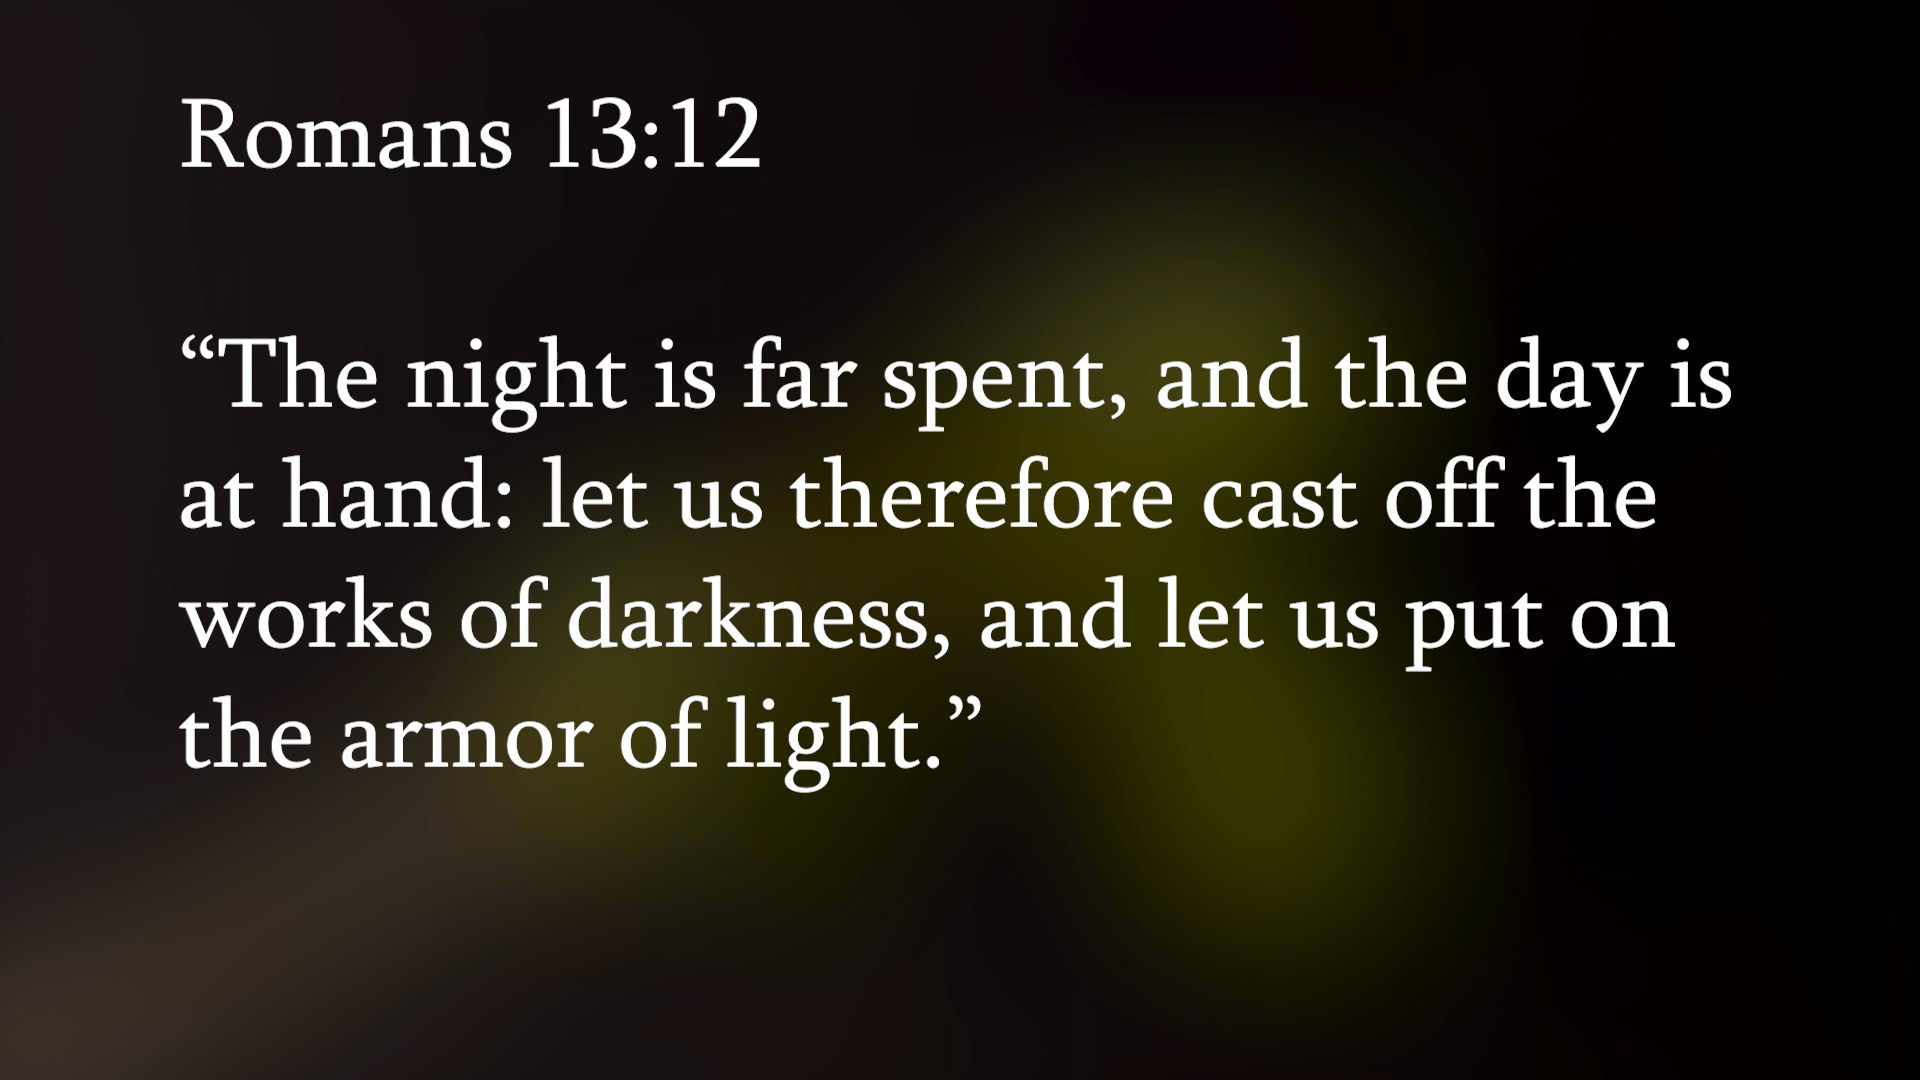 Romans 13:12
“The night is far spent, and the day is
at hand: let us therefore cast off the
works of darkness, and let us put on
the armor of light.”